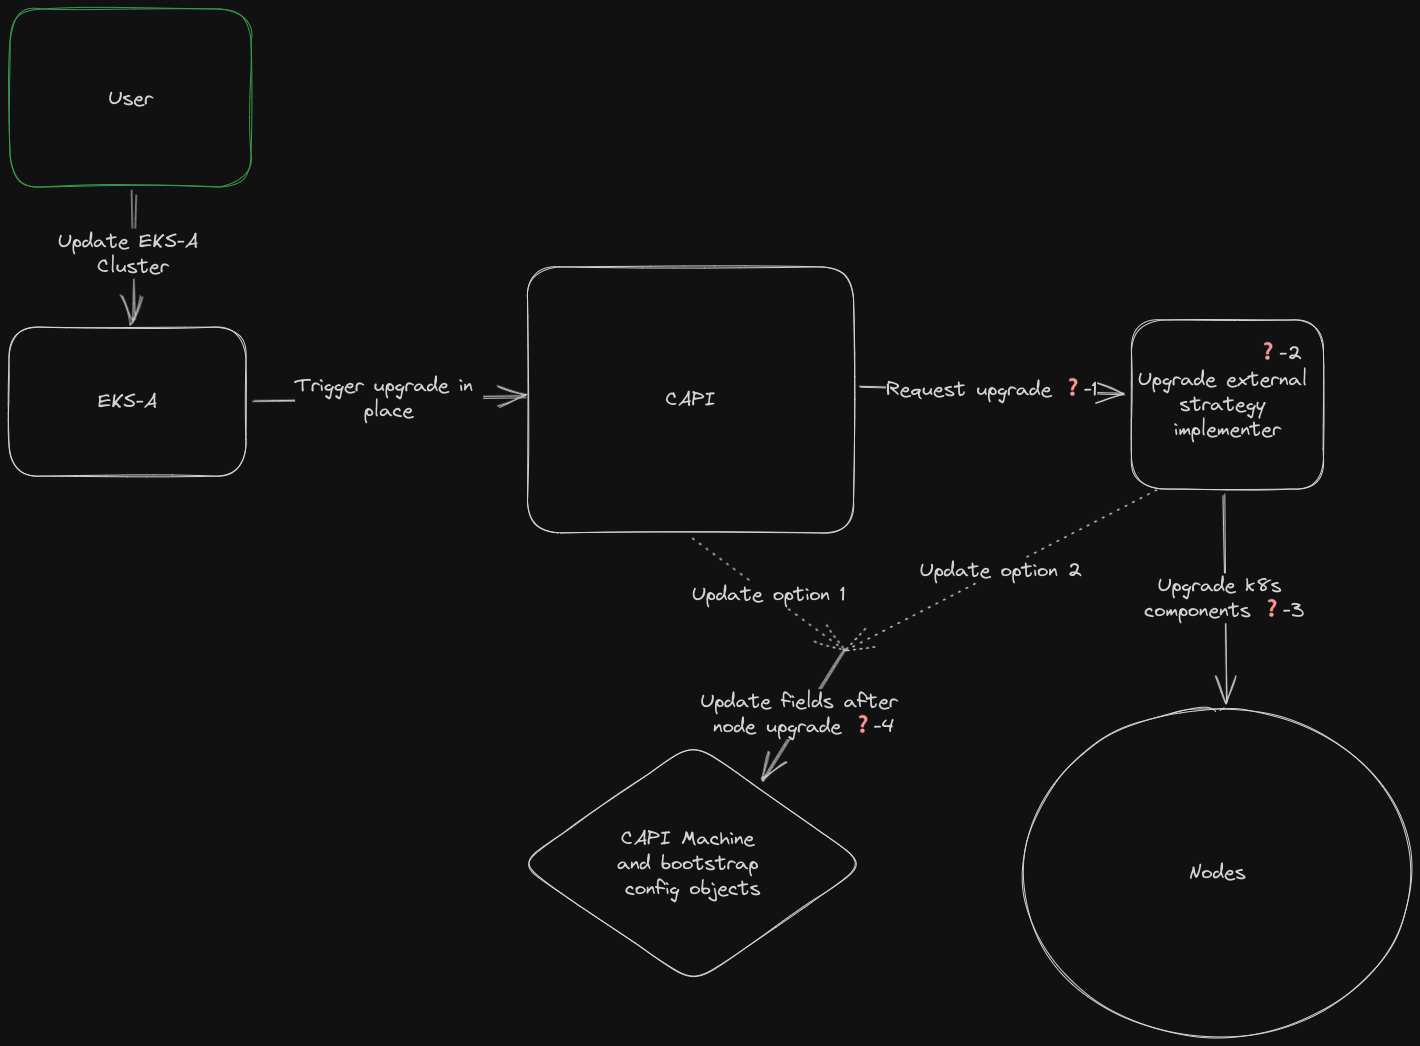 User
Update EKS-A
Cluster
EKS-A
Trigger upgrade in
place
CAPI
Request upgrade ?-1
?-2
Upgrade external
strategy
implementer
Update option 1
Update option 2
Upgrade k8s
components ?-3
Update fields after
node upgrade ?-4
CAPI Machine
and bootstrap
config objects
Nodes